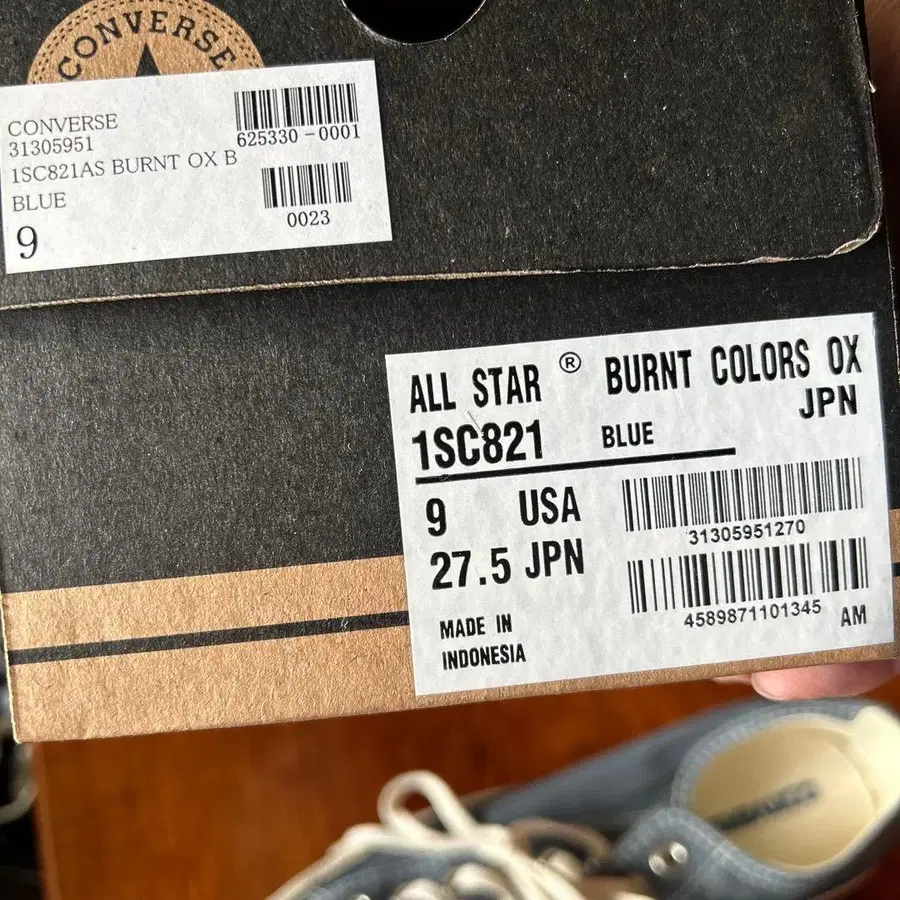 CONVERSE
CONVERSE
31305951
1SC821AS BURNT OX B
BLUE
9
625330-0001
0023
ALL STAR ® BURNT COLORS OX
JPN
1SC821 BLUE
9 USA
27.5 JPN
MADE IN
INDONESIA
31305951270
4589871101345
AM